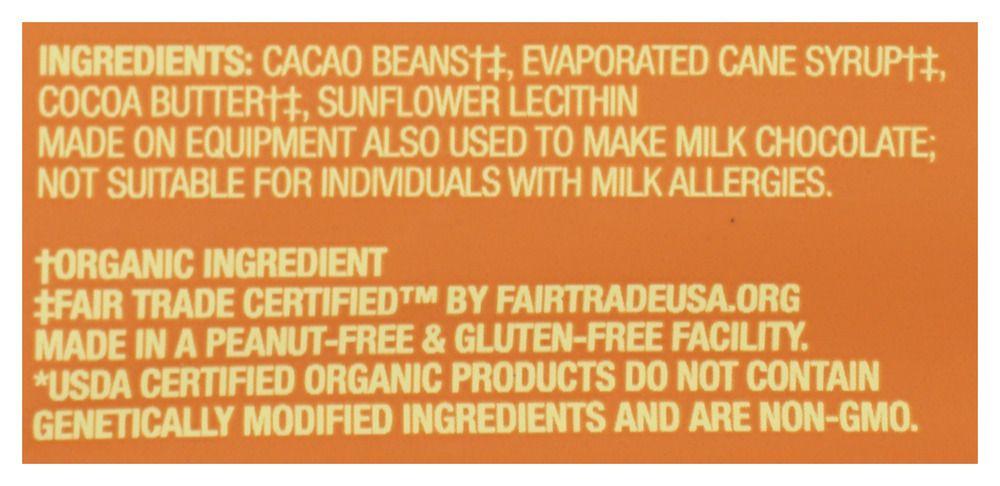 INGREDIENTS: CACAO BEANS†‡, EVAPORATED CANE SYRUP†‡,
COCOA BUTTER†‡, SUNFLOWER LECITHIN
MADE ON EQUIPMENT ALSO USED TO MAKE MILK CHOCOLATE;
NOT SUITABLE FOR INDIVIDUALS WITH MILK ALLERGIES.
†ORGANIC INGREDIENT
‡FAIR TRADE CERTIFIED™ BY FAIRTRADEUSA.ORG
MADE IN A PEANUT-FREE & GLUTEN-FREE FACILITY.
*USDA CERTIFIED ORGANIC PRODUCTS DO NOT CONTAIN
GENETICALLY MODIFIED INGREDIENTS AND ARE NON-GMO.